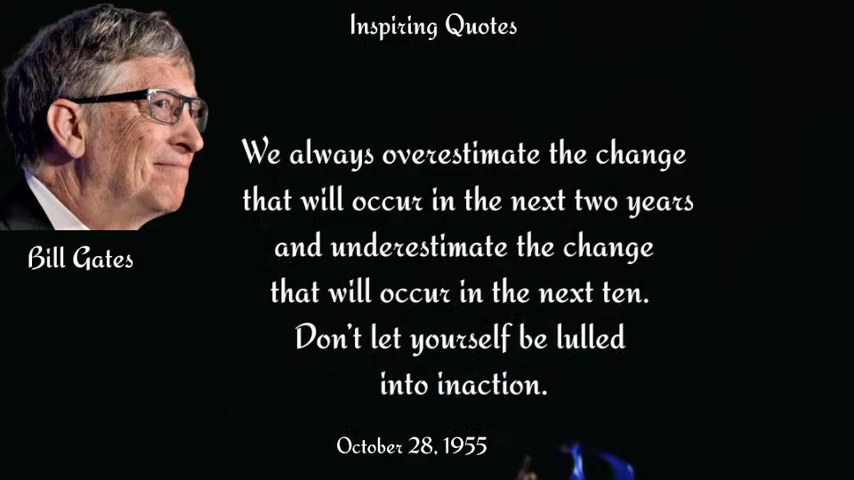 Inspiring Quotes
We always overestimate the change
that will occur in the next two years
and underestimate the change
that will occur in the next ten.
Don't let yourself be lulled
into inaction.
Bill Gates
October 28, 1955